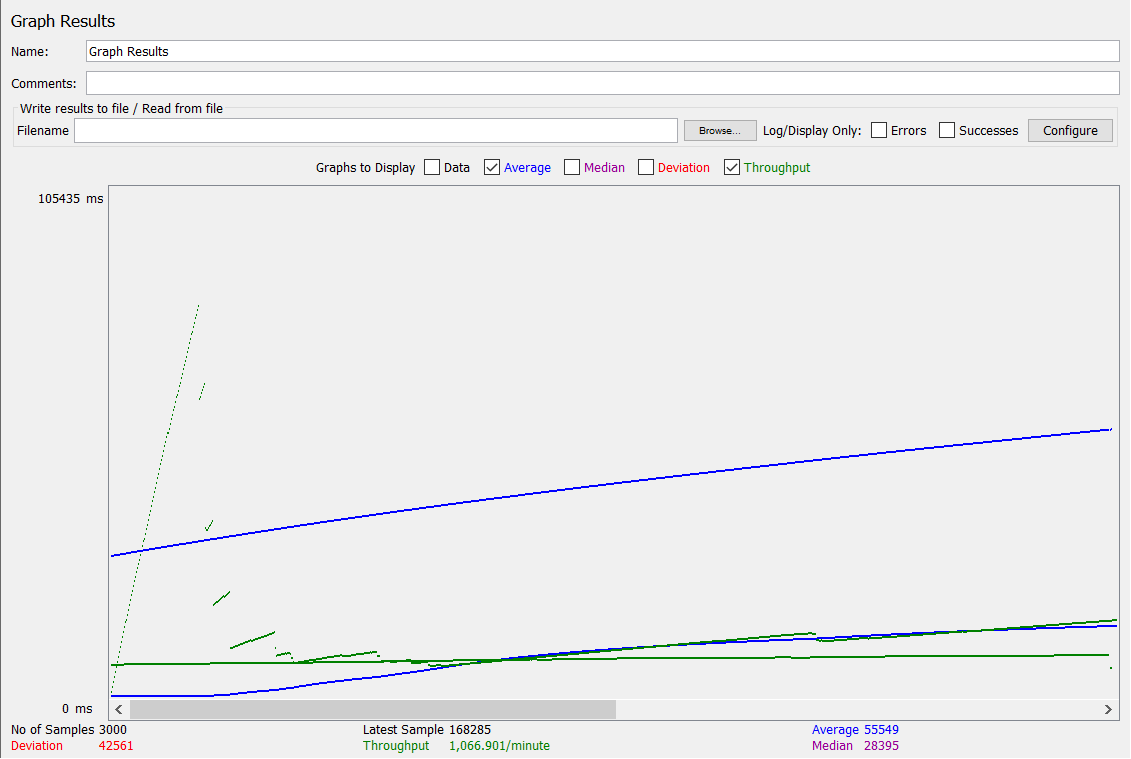 Graph Results
Name: Graph Results
Comments:
Write results to file / Read from file
Filename Browse... Log/Display Only: Errors Successes Configure
Graphs to Display Data Average Median Deviation Throughput
105435 ms
0 ms
No of Samples 3000 Latest Sample 168285 Average 55549
Deviation 42561 Throughput 1,066.901/minute Median 28395